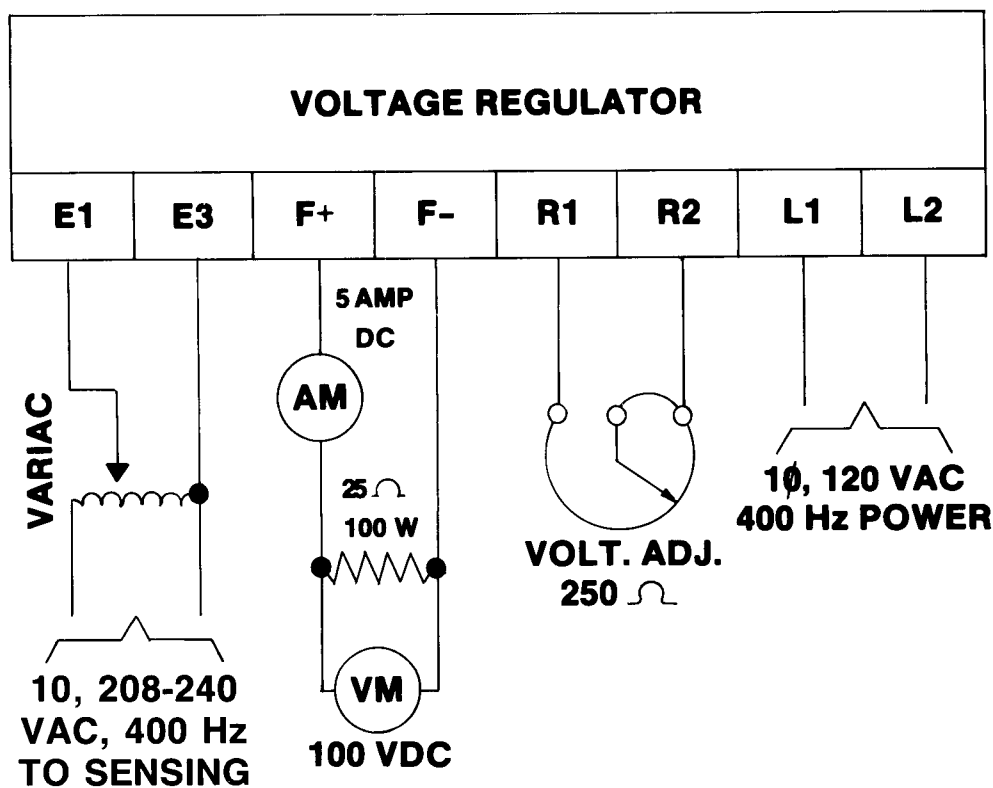 VOLTAGE REGULATOR
E1 E3 F+ F- R1 R2 L1 L2
5 AMP
DC
AM
VARIAC
25 Ω
100 W
VM
100 VDC
10, 208-240
VAC, 400 Hz
TO SENSING
VOLT. ADJ.
250 Ω
1ø, 120 VAC
400 Hz POWER